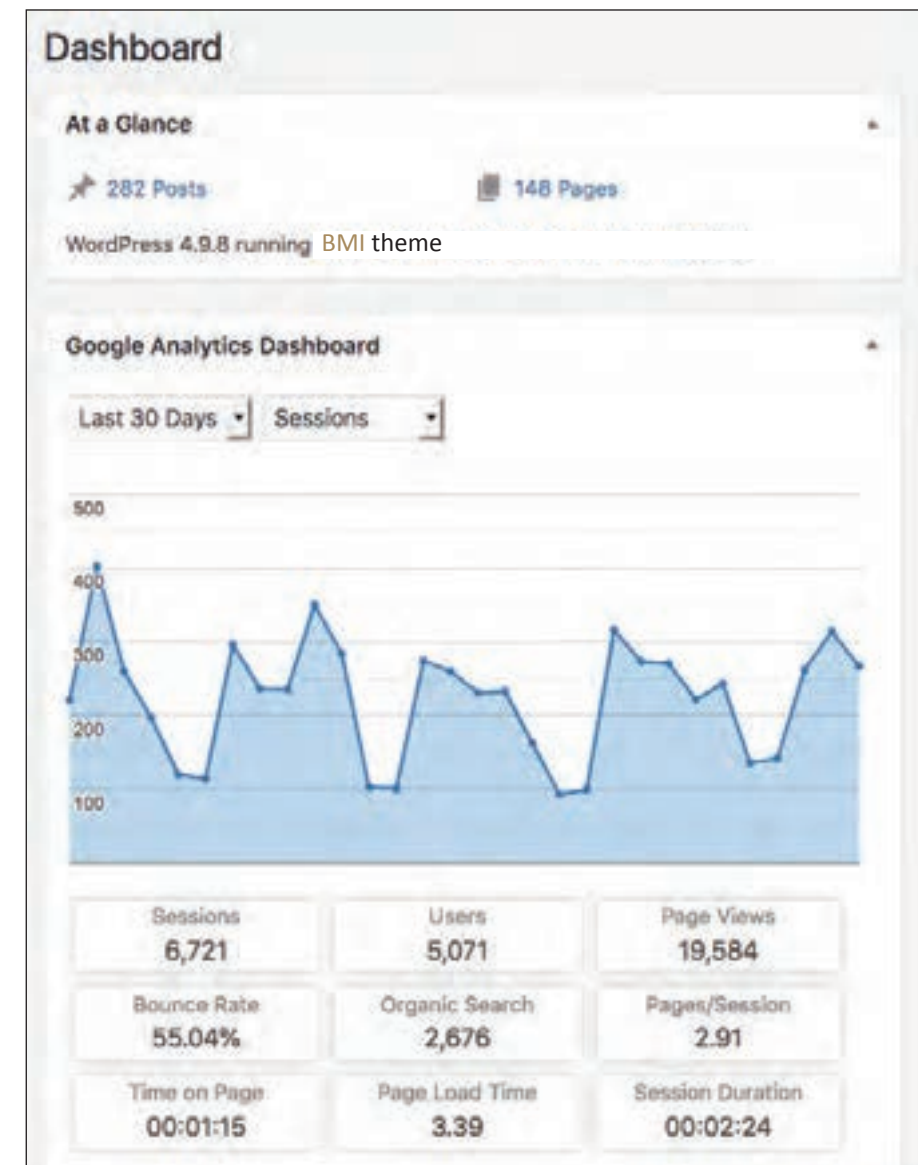 Dashboard
At a Glance
282 Posts 148 Pages
WordPress 4.9.8 running BMI theme
Google Analytics Dashboard
Last 30 Days Sessions
500
400
300
200
100
Sessions Users Page Views
6,721 5,071 19,584
Bounce Rate Organic Search Pages/Session
55.04% 2,676 2.91
Time on Page Page Load Time Session Duration
00:01:15 3.39 00:02:24